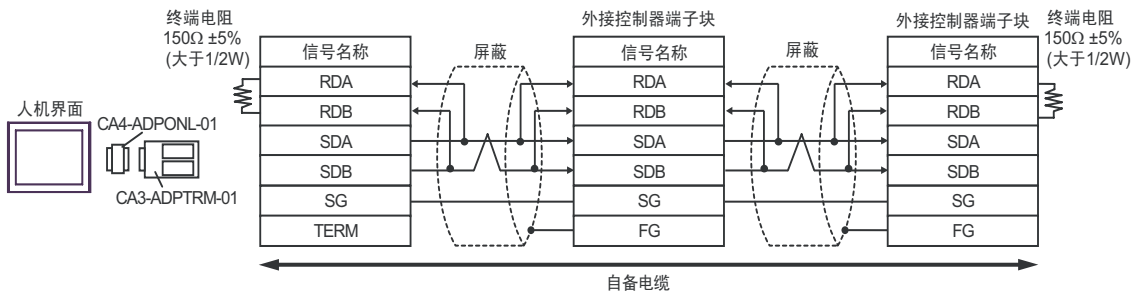 终端电阻
150Ω ±5%
(大于1/2W)
外接控制器端子块
外接控制器端子块
终端电阻
150Ω ±5%
(大于1/2W)
信号名称
屏蔽
信号名称
屏蔽
信号名称
RDA
RDA
RDA
RDB
RDB
RDB
人机界面
CA4-ADPONL-01
SDA
SDA
SDA
SDB
SDB
SDB
CA3-ADPTRM-01
SG
SG
SG
TERM
FG
FG
自备电缆